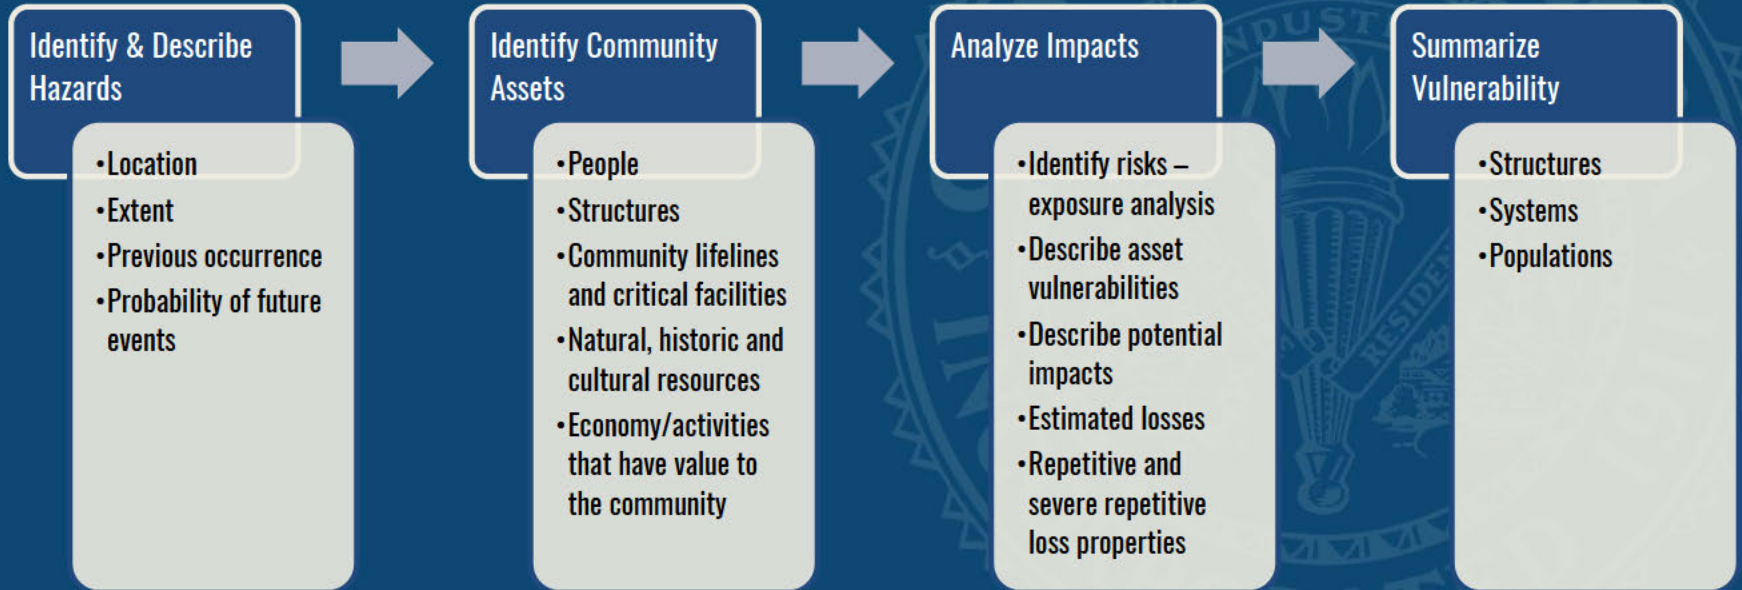 Identify & Describe
Hazards
•Location
•Extent
•Previous occurrence
•Probability of future
events
Identify Community
Assets
•People
•Structures
•Community lifelines
and critical facilities
•Natural, historic and
cultural resources
•Economy/activities
that have value to
the community
Analyze Impacts
•Identify risks –
exposure analysis
•Describe asset
vulnerabilities
•Describe potential
impacts
•Estimated losses
•Repetitive and
severe repetitive
loss properties
Summarize
Vulnerability
•Structures
•Systems
•Populations